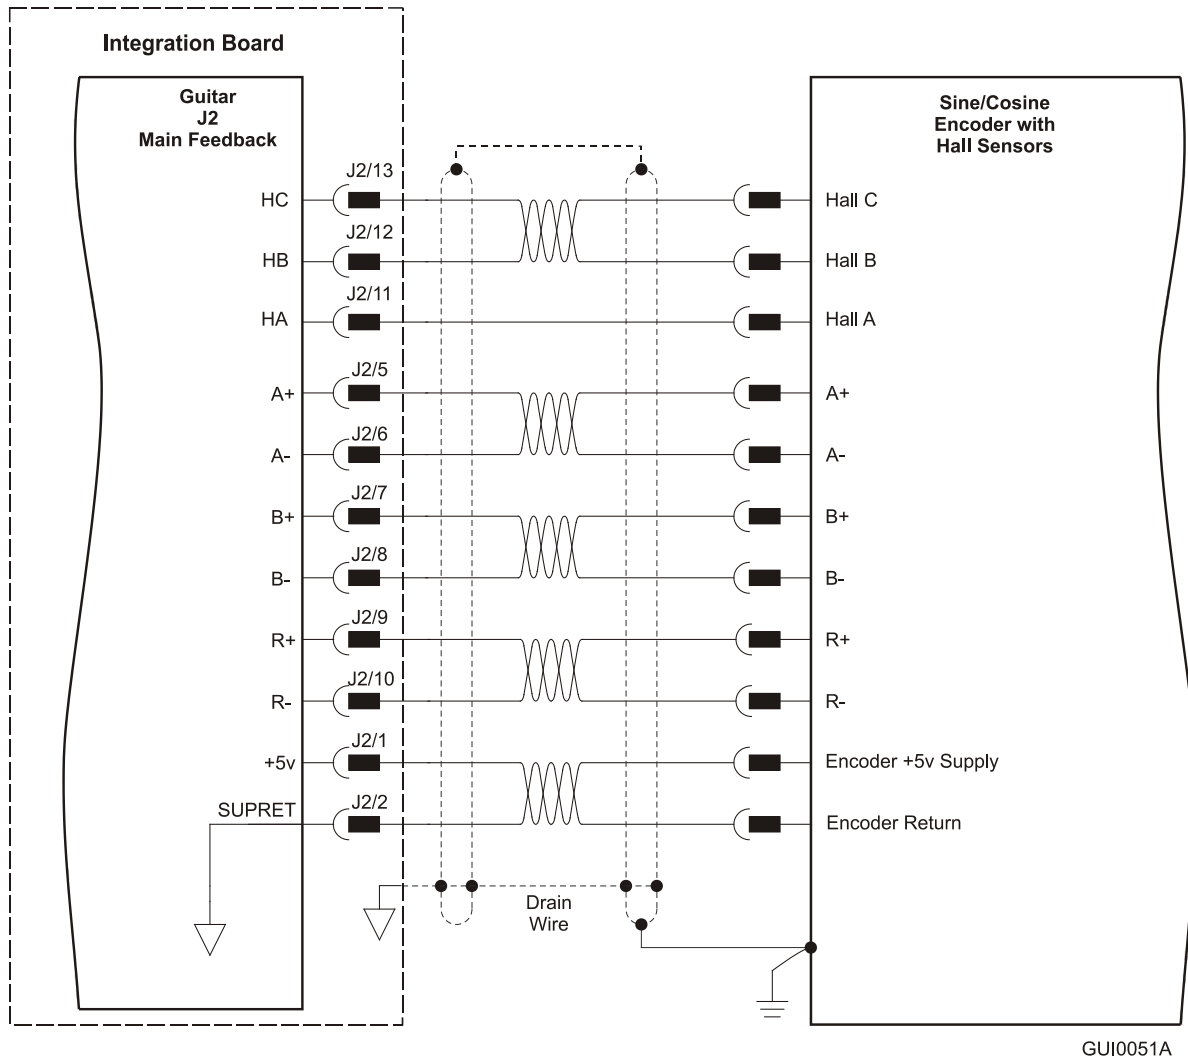 Integration Board
Guitar
J2
Main Feedback
Sine/Cosine
Encoder with
Hall Sensors
J2/13
HC
Hall C
J2/12
HB
Hall B
J2/11
HA
Hall A
J2/5
A+
A+
J2/6
A-
A-
J2/7
B+
B+
J2/8
B-
B-
J2/9
R+
R+
J2/10
R-
R-
J2/1
+5v
Encoder +5v Supply
J2/2
SUPRET
Encoder Return
Drain
Wire
GUI0051A